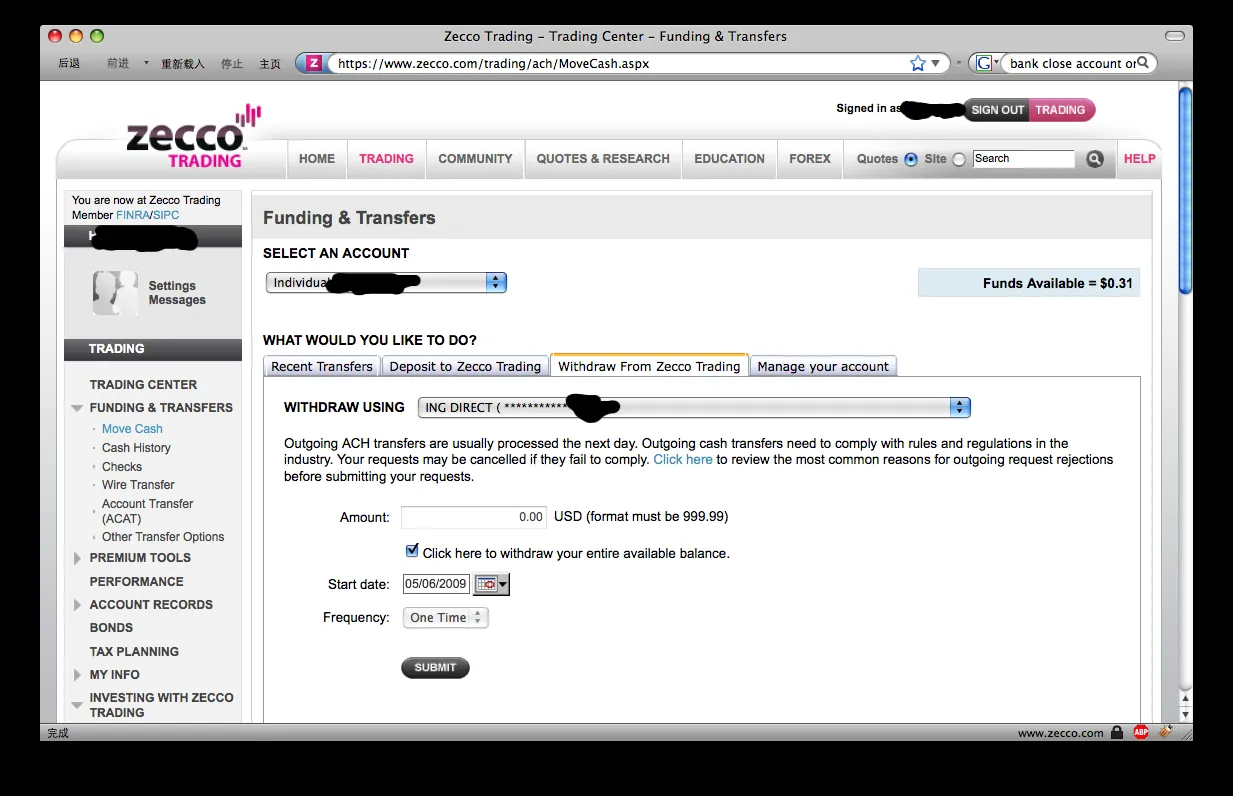 Zecco Trading – Trading Center – Funding & Transfers
后退 前进 重新载入 停止 主页 Z https://www.zecco.com/trading/ach/MoveCash.aspx G bank close account or
Signed in as SIGN OUT TRADING
zecco
TRADING
HOME TRADING COMMUNITY QUOTES & RESEARCH EDUCATION FOREX Quotes Site Search HELP
You are now at Zecco Trading
Member FINRA/SIPC
Settings
Messages
TRADING
TRADING CENTER
FUNDING & TRANSFERS
Move Cash
Cash History
Checks
Wire Transfer
Account Transfer
(ACAT)
Other Transfer Options
PREMIUM TOOLS
PERFORMANCE
ACCOUNT RECORDS
BONDS
TAX PLANNING
MY INFO
INVESTING WITH ZECCO
TRADING
Funding & Transfers
SELECT AN ACCOUNT
Individual
Funds Available = $0.31
WHAT WOULD YOU LIKE TO DO?
Recent Transfers Deposit to Zecco Trading Withdraw From Zecco Trading Manage your account
WITHDRAW USING ING DIRECT ( ***********
Outgoing ACH transfers are usually processed the next day. Outgoing cash transfers need to comply with rules and regulations in the
industry. Your requests may be cancelled if they fail to comply. Click here to review the most common reasons for outgoing request rejections
before submitting your requests.
Amount: 0.00 USD (format must be 999.99)
Click here to withdraw your entire available balance.
Start date: 05/06/2009
Frequency: One Time
SUBMIT
完成 www.zecco.com ABP